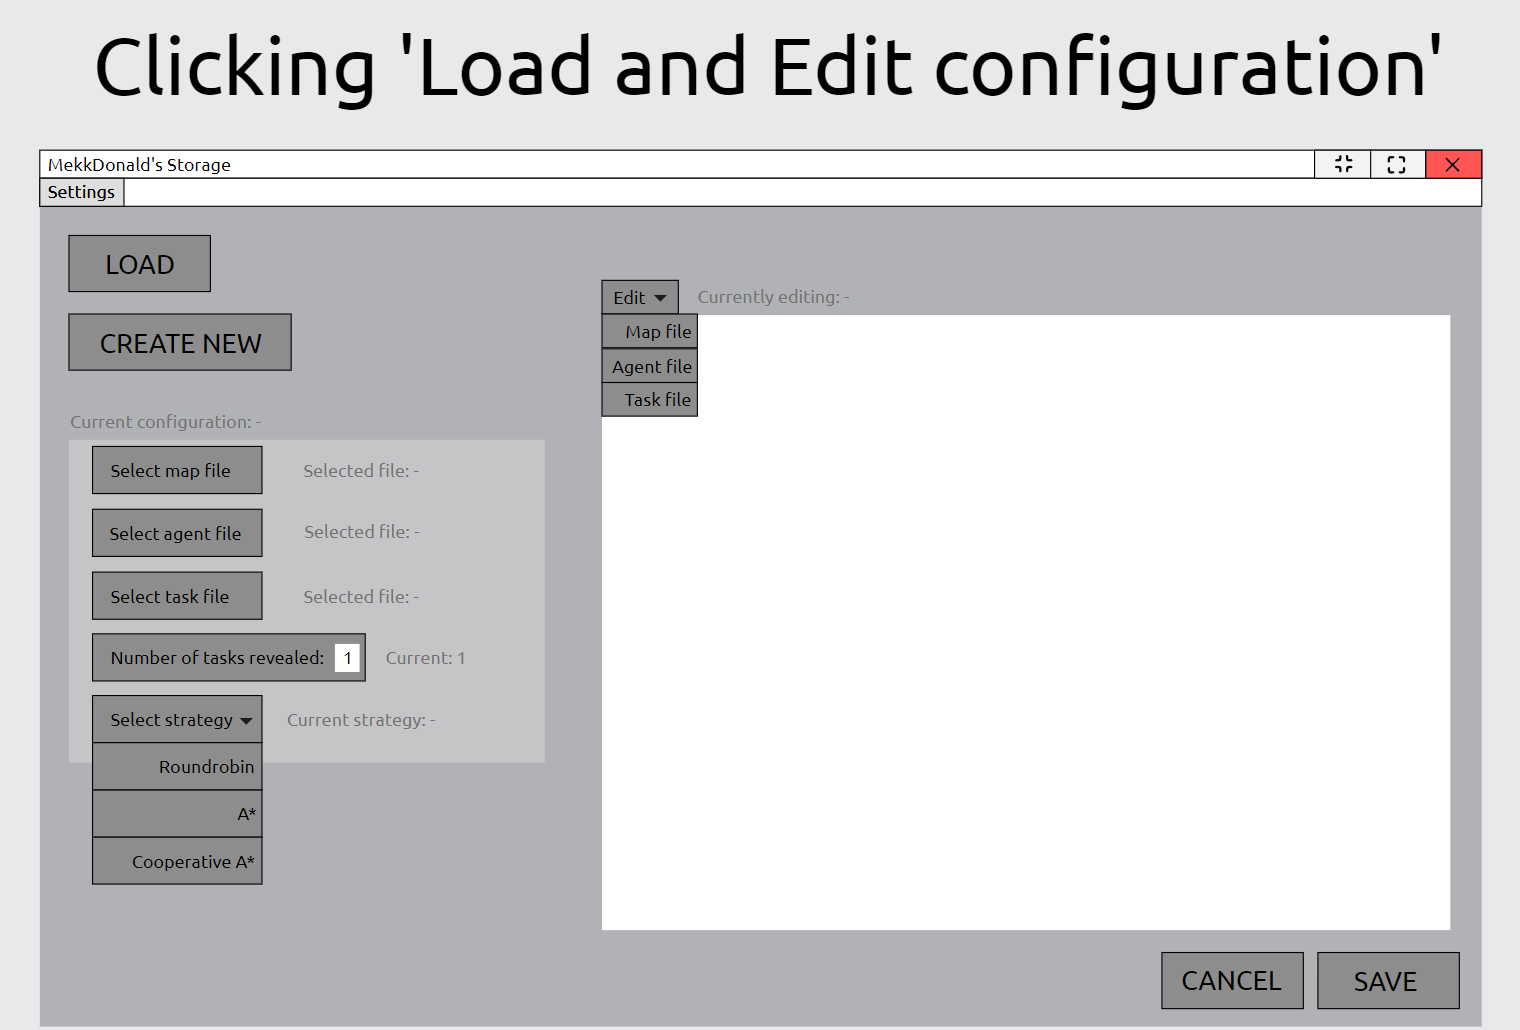 Clicking 'Load and Edit configuration'
MekkDonald's Storage
Settings
LOAD
CREATE NEW
Current configuration: -
Select map file Selected file: -
Select agent file Selected file: -
Select task file Selected file: -
Number of tasks revealed: 1 Current: 1
Select strategy Current strategy: -
Roundrobin
A*
Cooperative A*
Edit Currently editing: -
Map file
Agent file
Task file
CANCEL SAVE